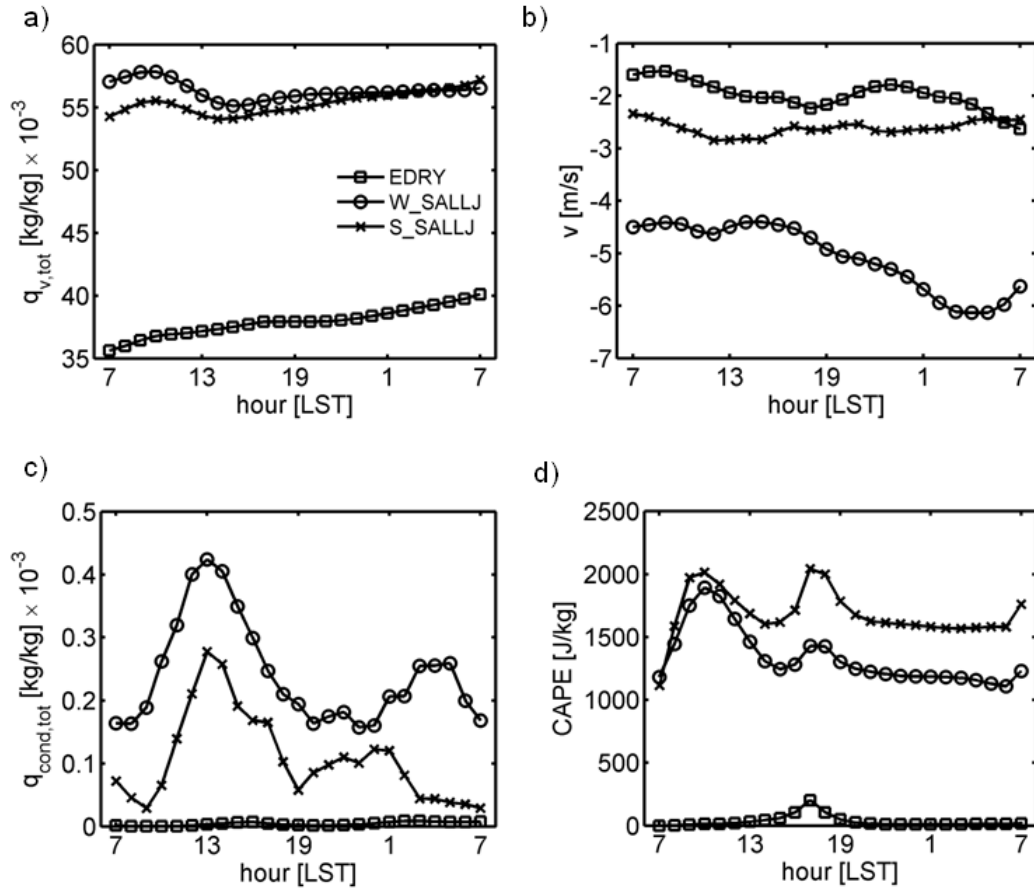 a)
60
55
50
45
40
35
q_v,tot [kg/kg] × 10^-3
EDRY
W_SALLJ
S_SALLJ
7 13 19 1 7
hour [LST]
b)
-1
-2
-3
-4
-5
-6
-7
v [m/s]
7 13 19 1 7
hour [LST]
c)
0.5
0.4
0.3
0.2
0.1
0
q_cond,tot [kg/kg] × 10^-3
7 13 19 1 7
hour [LST]
d)
2500
2000
1500
1000
500
0
CAPE [J/kg]
7 13 19 1 7
hour [LST]